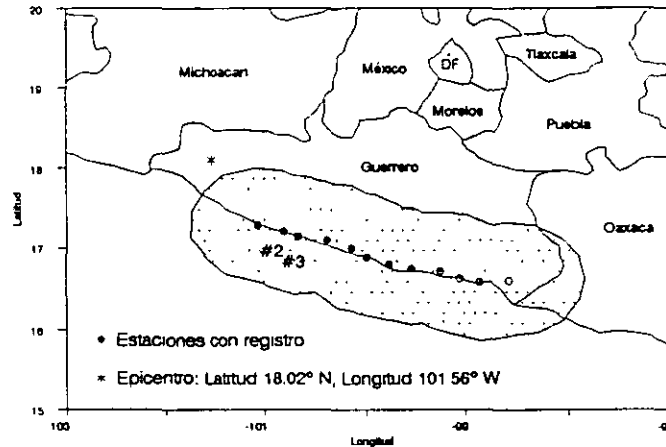 20
Michoacan
México
DF
Tlaxcala
19
Morelos
Puebla
18
Guerrero
Latitud
Oaxaca
17
#2
#3
16
• Estaciones con registro
* Epicentro: Latitud 18.02° N, Longitud 101 56° W
15
-101
-99
Longitud